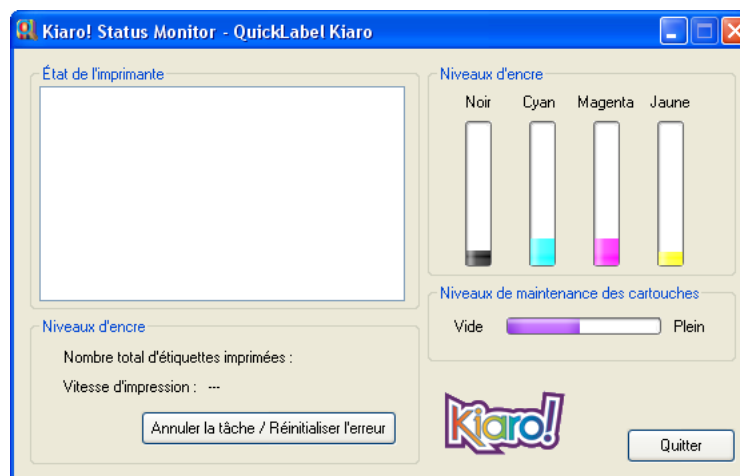 Kiaro! Status Monitor - QuickLabel Kiaro
État de l'imprimante
Niveaux d'encre
Noir Cyan Magenta Jaune
Niveaux de maintenance des cartouches
Vide Plein
Niveaux d'encre
Nombre total d'étiquettes imprimées :
Vitesse d'impression : ---
Annuler la tâche / Réinitialiser l'erreur
Kiaro!
Quitter